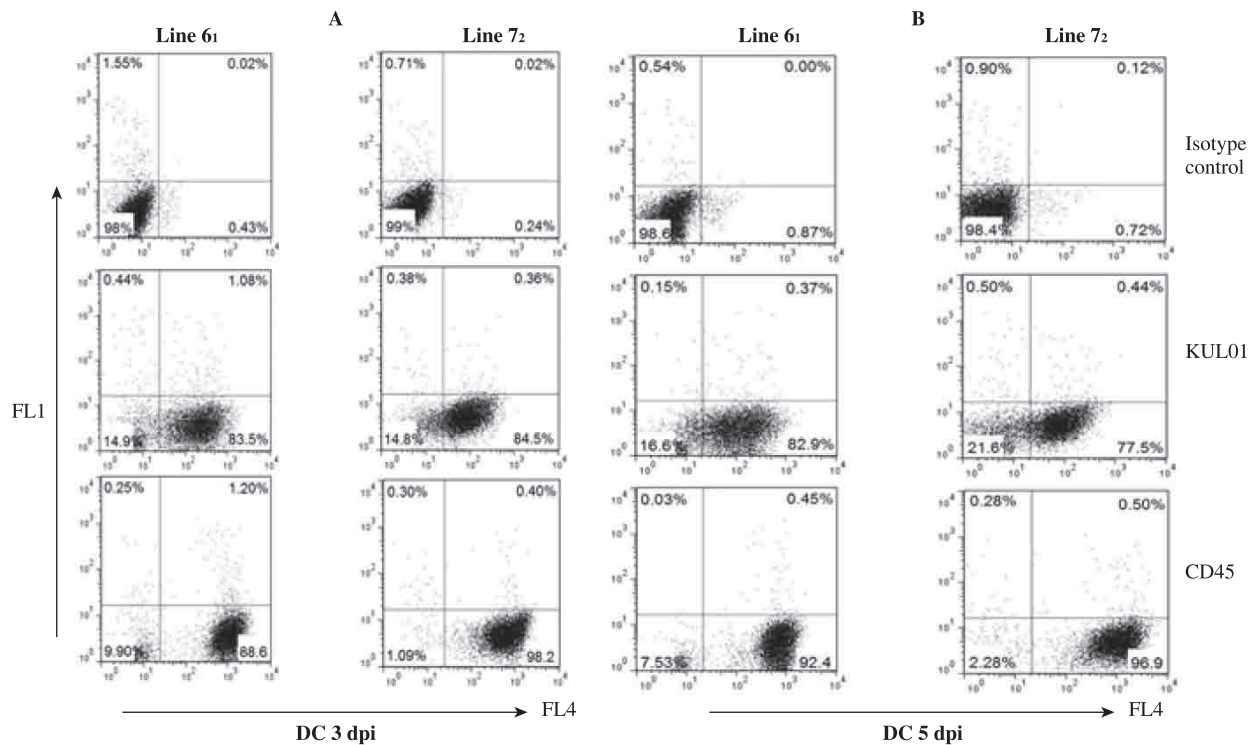 A
B
Line 61
Line 72
Line 61
Line 72
1.55% 0.02%
98% 0.43%
0.71% 0.02%
99% 0.24%
0.54% 0.00%
98.6 0.87%
0.90% 0.12%
98.4% 0.72%
Isotype
control
0.44% 1.08%
14.9% 83.5%
0.38% 0.36%
14.8% 84.5%
0.15% 0.37%
16.6% 82.9%
0.50% 0.44%
21.6% 77.5%
KUL01
FL1
0.25% 1.20%
9.90% 88.6
0.30% 0.40%
1.09% 98.2
0.03% 0.45%
7.53% 92.4
0.28% 0.50%
2.28% 96.9
CD45
10⁰ 10¹ 10² 10³ 10⁴
FL4
FL4
DC 3 dpi
DC 5 dpi